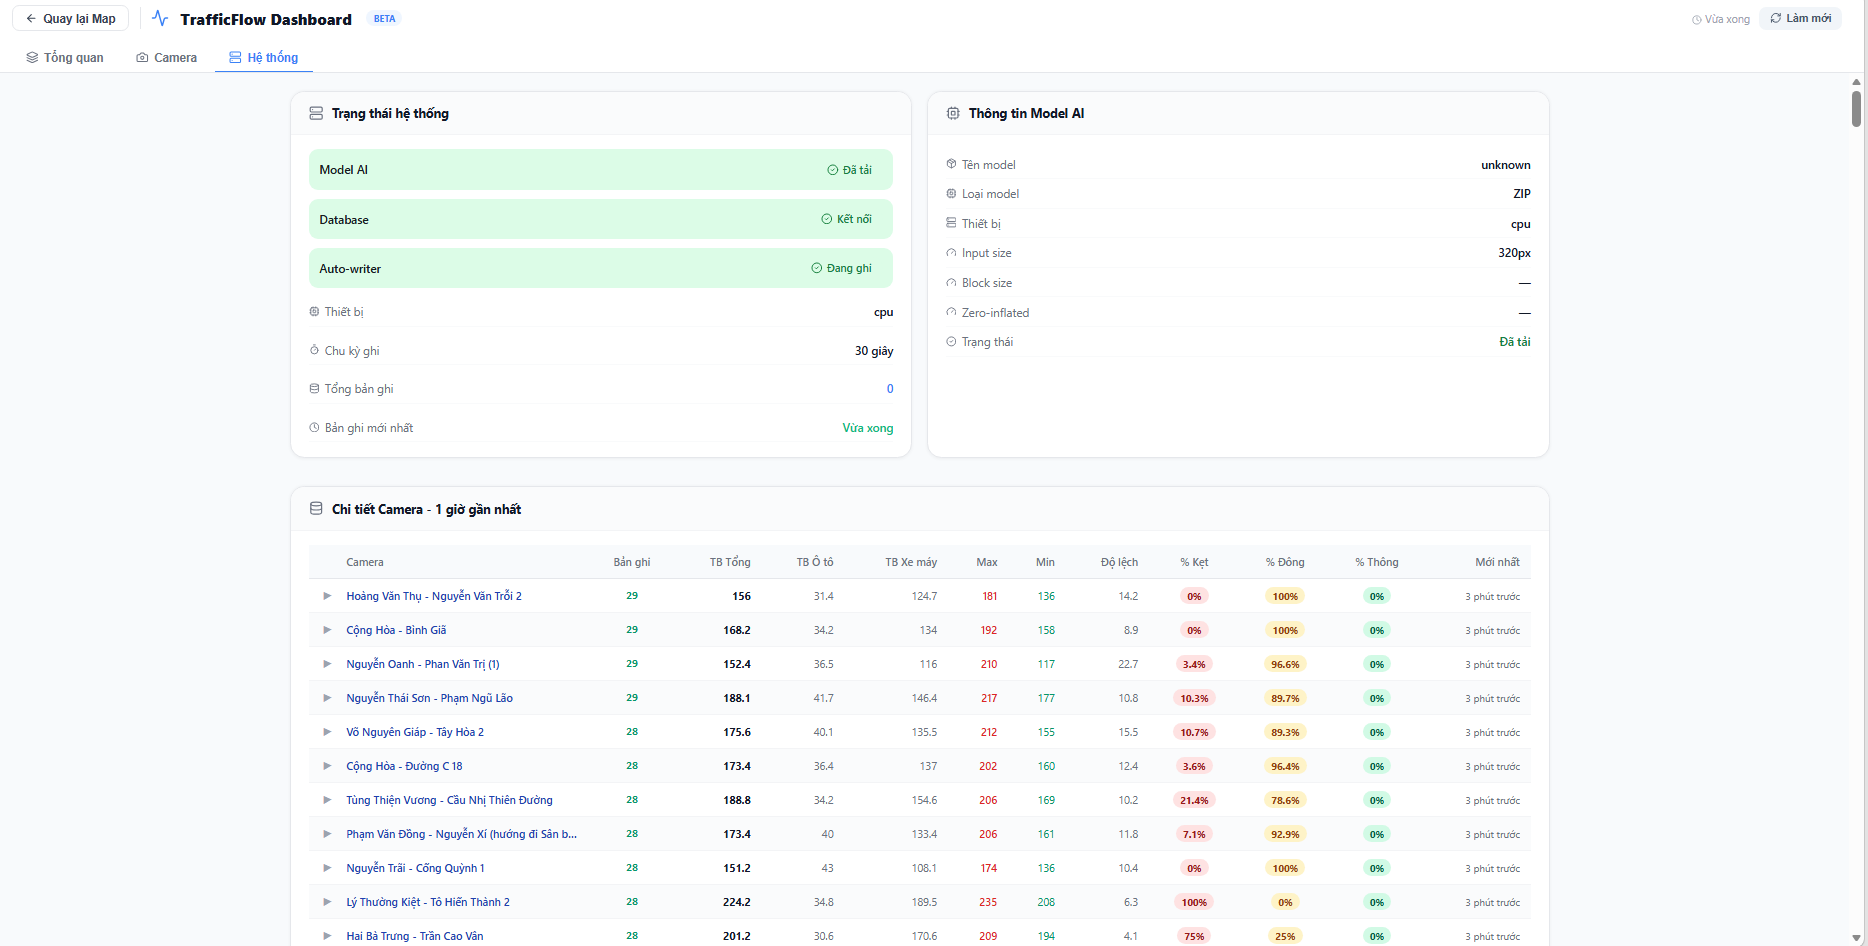 Quay lại Map TrafficFlow Dashboard BETA Vừa xong Làm mới
Tổng quan Camera Hệ thống
Trạng thái hệ thống
Model AI Đã tải
Database Kết nối
Auto-writer Đang ghi
Thiết bị cpu
Chu kỳ ghi 30 giây
Tổng bản ghi 0
Bản ghi mới nhất Vừa xong
Thông tin Model AI
Tên model unknown
Loại model ZIP
Thiết bị cpu
Input size 320px
Block size —
Zero-inflated —
Trạng thái Đã tải
Chi tiết Camera - 1 giờ gần nhất
Camera Bản ghi TB Tổng TB Ô tô TB Xe máy Max Min Độ lệch % Kẹt % Đông % Thông Mới nhất
Hoàng Văn Thụ - Nguyễn Văn Trỗi 2 29 156 31.4 124.7 181 136 14.2 0% 100% 0% 3 phút trước
Cộng Hòa - Bình Giã 29 168.2 34.2 134 192 158 8.9 0% 100% 0% 3 phút trước
Nguyễn Oanh - Phan Văn Trị (1) 29 152.4 36.5 116 210 117 22.7 3.4% 96.6% 0% 3 phút trước
Nguyễn Thái Sơn - Phạm Ngũ Lão 29 188.1 41.7 146.4 217 177 10.8 10.3% 89.7% 0% 3 phút trước
Võ Nguyên Giáp - Tây Hòa 2 28 175.6 40.1 135.5 212 155 15.5 10.7% 89.3% 0% 3 phút trước
Cộng Hòa - Đường C 18 28 173.4 36.4 137 202 160 12.4 3.6% 96.4% 0% 3 phút trước
Tùng Thiện Vương - Cầu Nhị Thiên Đường 28 188.8 34.2 154.6 206 169 10.2 21.4% 78.6% 0% 3 phút trước
Phạm Văn Đồng - Nguyễn Xí (hướng đi Sân b... 28 173.4 40 133.4 206 161 11.8 7.1% 92.9% 0% 3 phút trước
Nguyễn Trãi - Cống Quỳnh 1 28 151.2 43 108.1 174 136 10.4 0% 100% 0% 3 phút trước
Lý Thường Kiệt - Tô Hiến Thành 2 28 224.2 34.8 189.5 235 208 6.3 100% 0% 0% 3 phút trước
Hai Bà Trưng - Trần Cao Vân 28 201.2 30.6 170.6 209 194 4.1 75% 25% 0% 3 phút trước